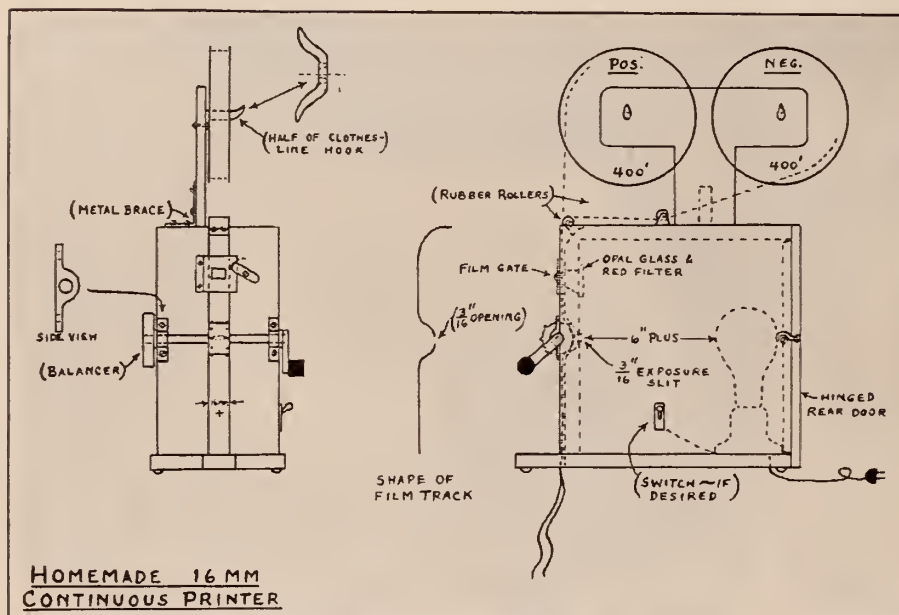 (HALF OF CLOTHES-
LINE HOOK)
(METAL BRACE)
SIDE VIEW
(BALANCER)
+
POS.
NEG.
400'
400'
(RUBBER ROLLERS)
FILM GATE
OPAL GLASS &
RED FILTER
(3/16" OPENING)
6" PLUS
3/16" EXPOSURE
SLIT
HINGED
REAR DOOR
SHAPE OF
FILM TRACK
(SWITCH~IF
DESIRED)
HOMEMADE 16 MM
CONTINUOUS PRINTER